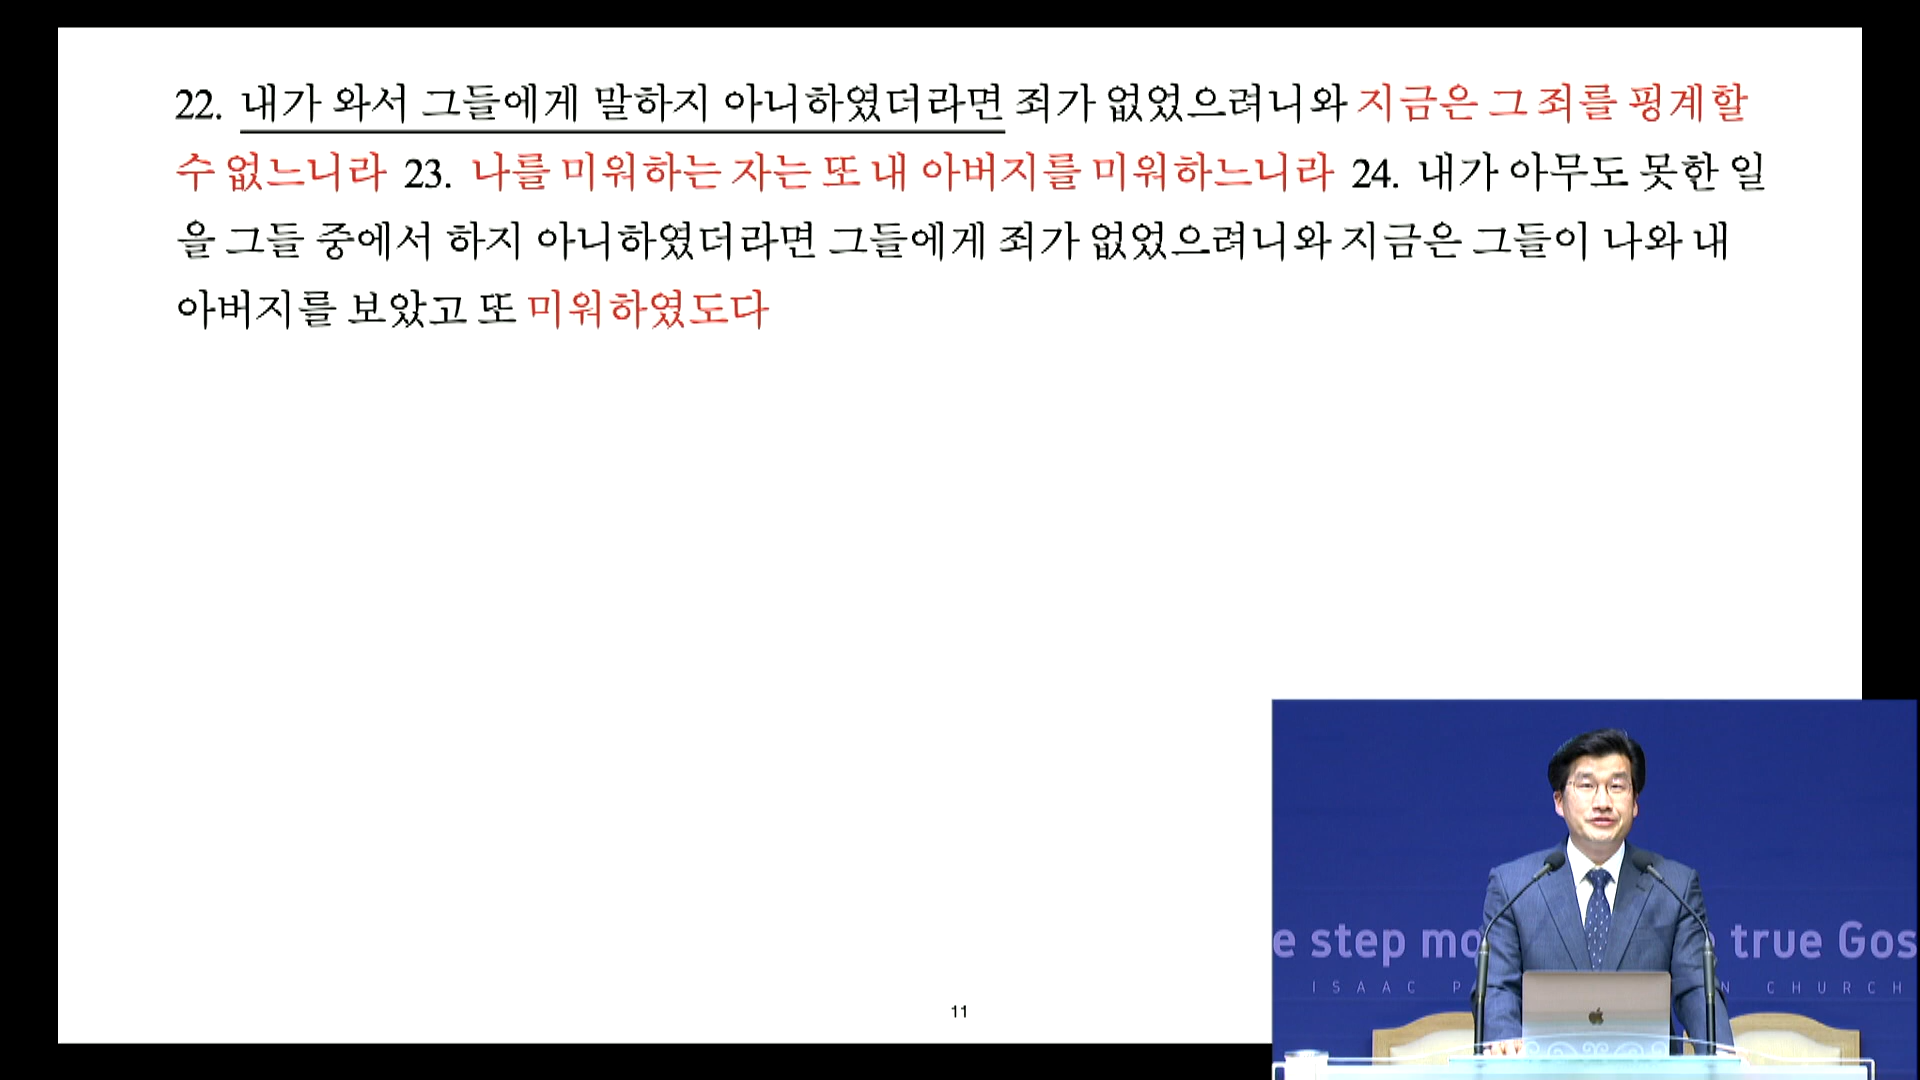 22. 내가 와서 그들에게 말하지 아니하였더라면 죄가 없었으려니와 지금은 그 죄를 핑계할
수 없느니라 23. 나를 미워하는 자는 또 내 아버지를 미워하느니라 24. 내가 아무도 못한 일
을 그들 중에서 하지 아니하였더라면 그들에게 죄가 없었으려니와 지금은 그들이 나와 내
아버지를 보았고 또 미워하였도다
step true Gos
ISAAC CHURCH
11